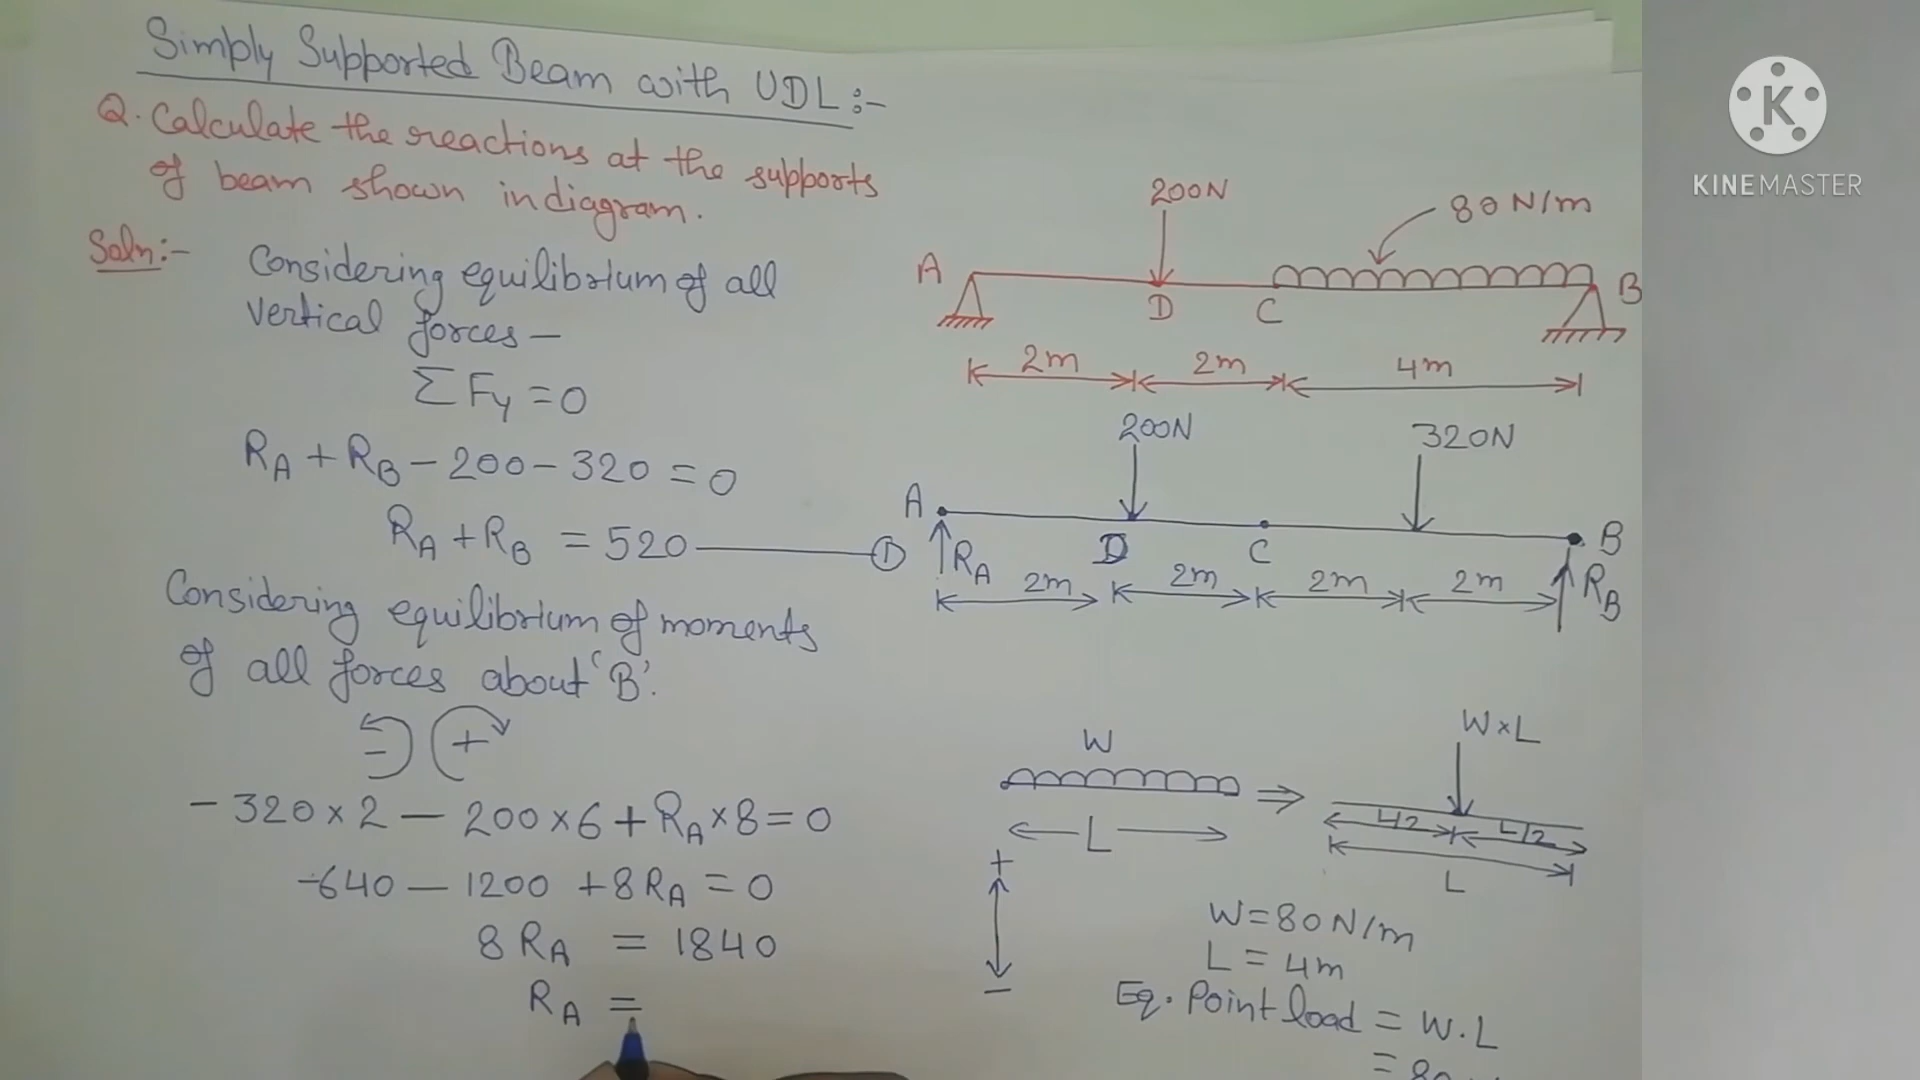 Simply Supported Beam with UDL:-
Q. Calculate the reactions at the supports
of beam shown in diagram.
Soln:-
Considering equilibrium of all
vertical forces -
ΣFy = 0
RA + RB - 200 - 320 = 0
RA + RB = 520 ——— ①
Considering equilibrium of moments
of all forces about 'B'.
- +
- 320 × 2 - 200 × 6 + RA × 8 = 0
-640 - 1200 + 8RA = 0
8 RA = 1840
RA =
200N
80 N/m
A D C B
2m 2m 4m
200N 320N
A D C B
RA RB
2m 2m 2m 2m
W
L
⇒
W×L
L/2 L/2
L
+
-
W = 80 N/m
L = 4m
Eq. Point load = W.L
K
KINEMASTER